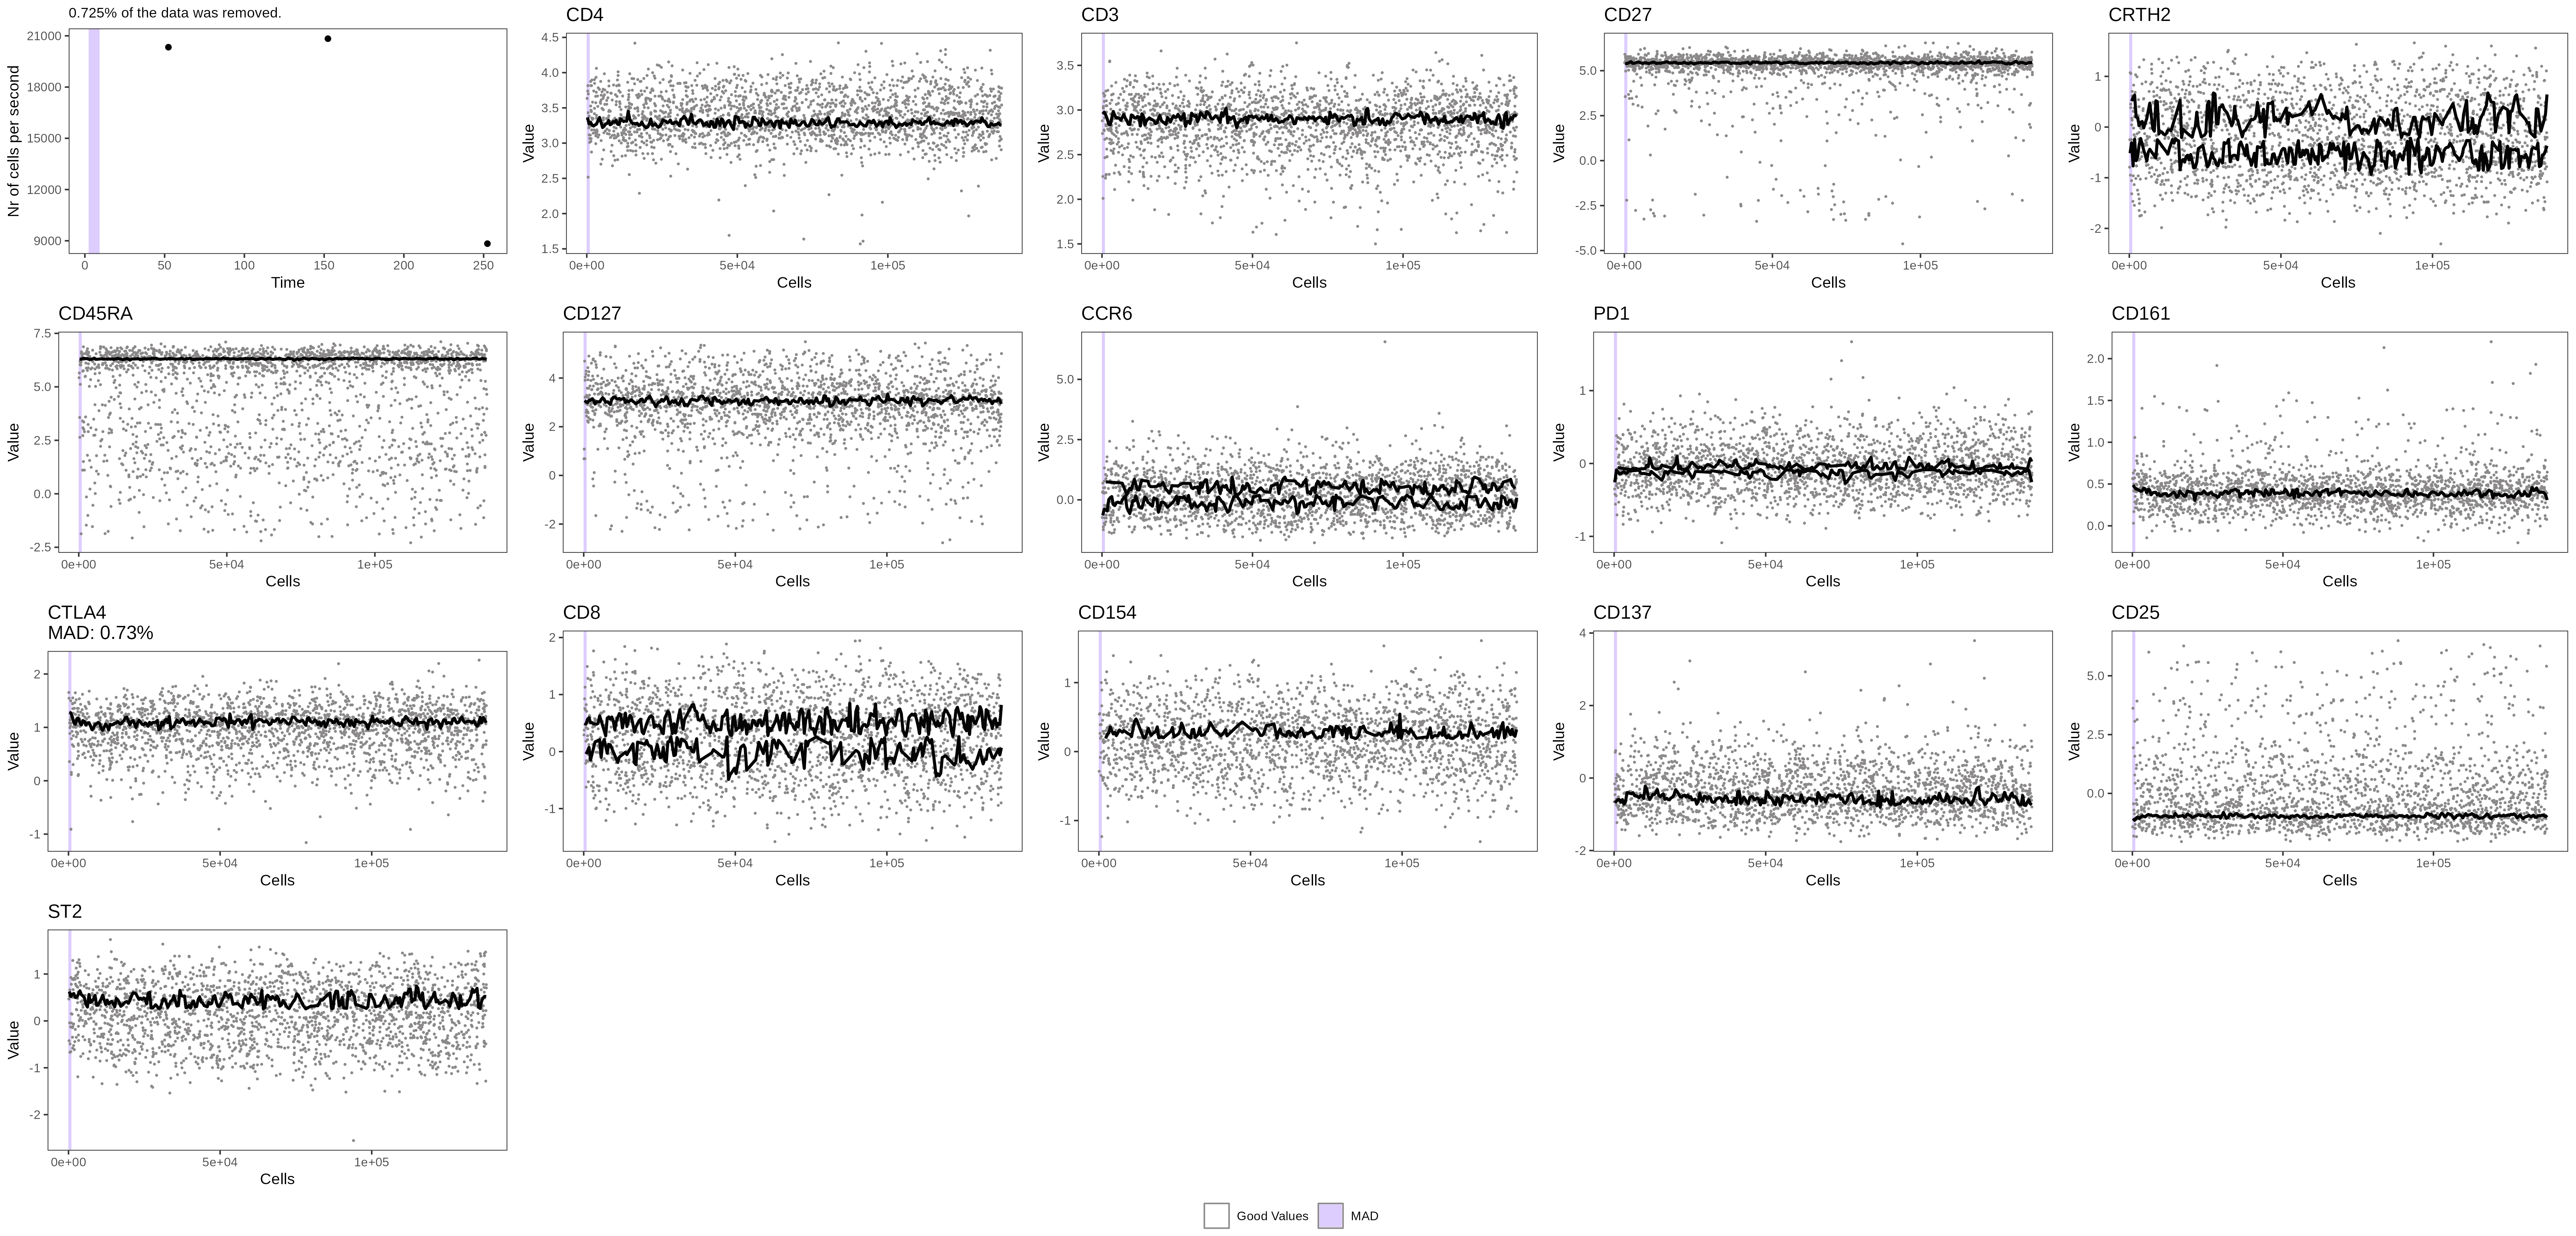 0.725% of the data was removed.
Nr of cells per second
21000
18000
15000
12000
9000
0
50
100
150
200
250
Time
CD4
Value
4.5
4.0
3.5
3.0
2.5
2.0
1.5
0e+00
5e+04
1e+05
Cells
CD3
Value
3.5
3.0
2.5
2.0
1.5
0e+00
5e+04
1e+05
Cells
CD27
Value
5.0
2.5
0.0
-2.5
-5.0
0e+00
5e+04
1e+05
Cells
CRTH2
Value
1
0
-1
-2
0e+00
5e+04
1e+05
Cells
CD45RA
Value
7.5
5.0
2.5
0.0
-2.5
0e+00
5e+04
1e+05
Cells
CD127
Value
4
2
0
-2
0e+00
5e+04
1e+05
Cells
CCR6
Value
5.0
2.5
0.0
0e+00
5e+04
1e+05
Cells
PD1
Value
1
0
-1
0e+00
5e+04
1e+05
Cells
CD161
Value
2.0
1.5
1.0
0.5
0.0
0e+00
5e+04
1e+05
Cells
CTLA4
MAD: 0.73%
Value
2
1
0
-1
0e+00
5e+04
1e+05
Cells
CD8
Value
2
1
0
-1
0e+00
5e+04
1e+05
Cells
CD154
Value
1
0
-1
0e+00
5e+04
1e+05
Cells
CD137
Value
4
2
0
-2
0e+00
5e+04
1e+05
Cells
CD25
Value
5.0
2.5
0.0
0e+00
5e+04
1e+05
Cells
ST2
Value
1
0
-1
-2
0e+00
5e+04
1e+05
Cells
Good Values
MAD